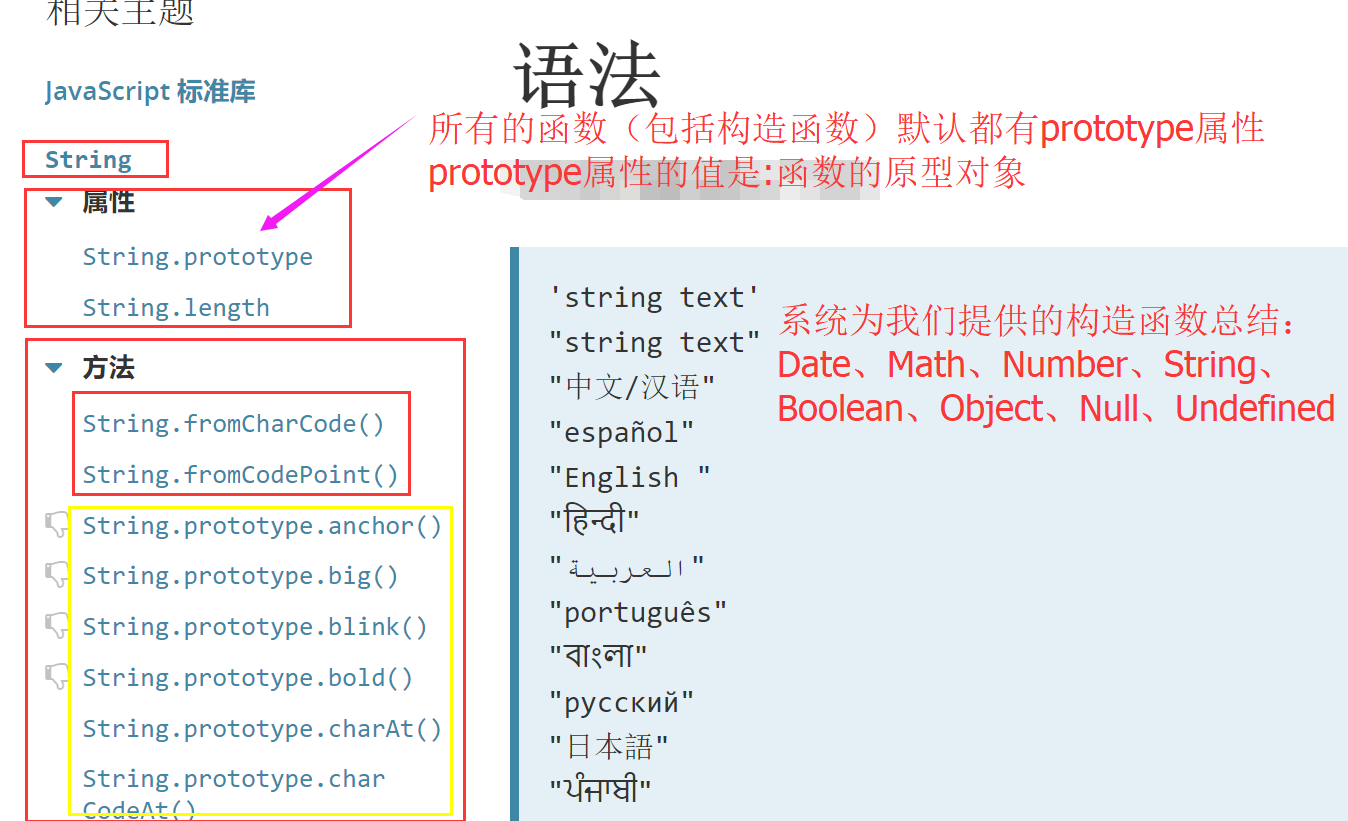 相关主题
JavaScript 标准库
String
属性
String.prototype
String.length
方法
String.fromCharCode()
String.fromCodePoint()
String.prototype.anchor()
String.prototype.big()
String.prototype.blink()
String.prototype.bold()
String.prototype.charAt()
String.prototype.char
CodeAt()
语法
所有的函数（包括构造函数）默认都有prototype属性
prototype属性的值是:函数的原型对象
'string text'
"string text"
"中文/汉语"
"español"
"English "
"हिन्दी"
"العربية"
"português"
"বাংলা"
"русский"
"日本語"
"ਪੰਜਾਬੀ"
系统为我们提供的构造函数总结：
Date、Math、Number、String、
Boolean、Object、Null、Undefined